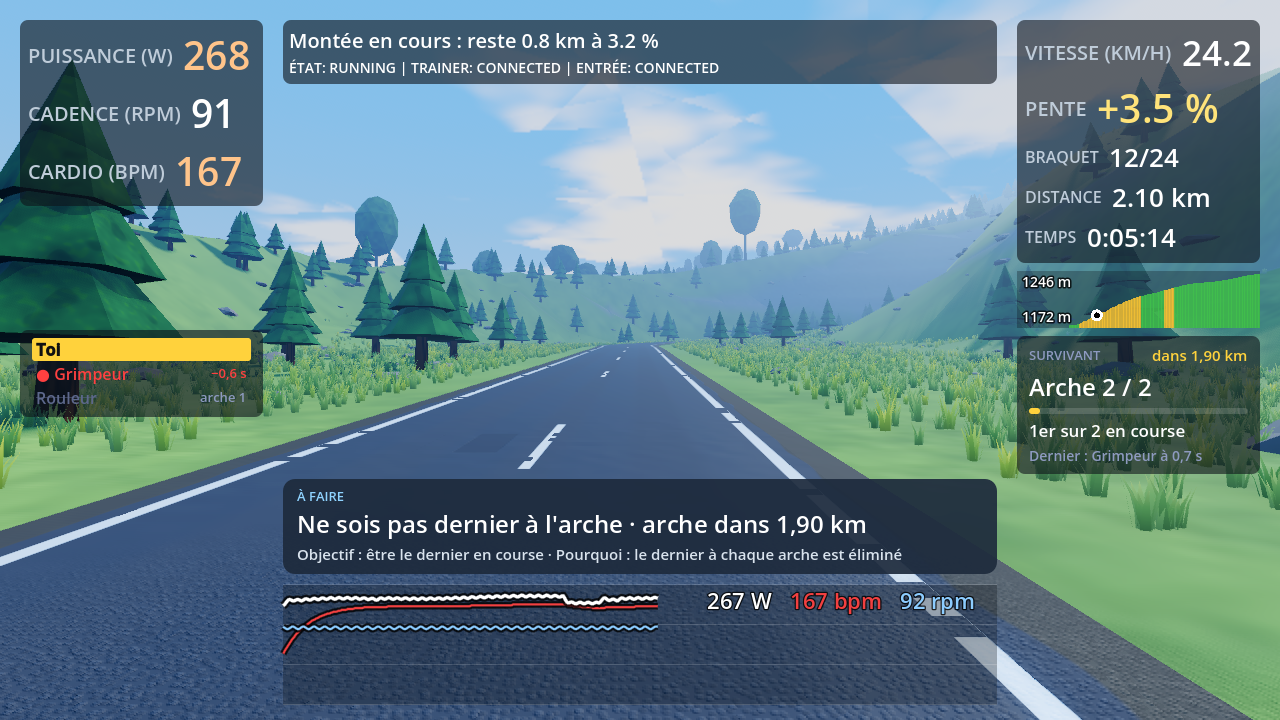 PUISSANCE (W) 268
CADENCE (RPM) 91
CARDIO (BPM) 167
Montée en cours : reste 0.8 km à 3.2 %
ÉTAT: RUNNING | TRAINER: CONNECTED | ENTRÉE: CONNECTED
VITESSE (KM/H) 24.2
PENTE +3.5 %
BRAQUET 12/24
DISTANCE 2.10 km
TEMPS 0:05:14
1246 m
1172 m
Toi
Grimpeur −0,6 s
Rouleur arche 1
SURVIVANT dans 1,90 km
Arche 2 / 2
1er sur 2 en course
Dernier : Grimpeur à 0,7 s
À FAIRE
Ne sois pas dernier à l'arche · arche dans 1,90 km
Objectif : être le dernier en course · Pourquoi : le dernier à chaque arche est éliminé
267 W 167 bpm 92 rpm